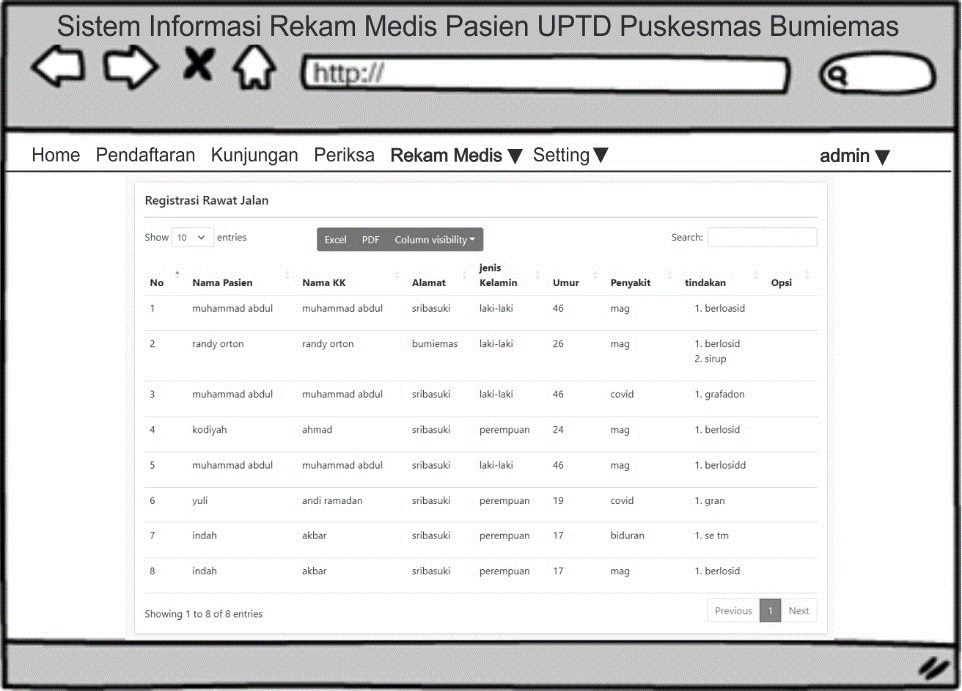 Sistem Informasi Rekam Medis Pasien UPTD Puskesmas Bumiemas
http://
Home Pendaftaran Kunjungan Periksa Rekam Medis ▼ Setting ▼ admin ▼
Registrasi Rawat Jalan
Show 10 entries Excel PDF Column visibility Search:
No Nama Pasien Nama KK Alamat jenis Kelamin Umur Penyakit tindakan Opsi
1 muhammad abdul muhammad abdul sribasuki laki-laki 46 mag 1. berloasid
2 randy orton randy orton bumiemas laki-laki 26 mag 1. berlosid
2. sirup
3 muhammad abdul muhammad abdul sribasuki laki-laki 46 covid 1. grafadon
4 kodiyah ahmad sribasuki perempuan 24 mag 1. berlosid
5 muhammad abdul muhammad abdul sribasuki laki-laki 46 mag 1. berlosidd
6 yuli andi ramadan sribasuki perempuan 19 covid 1. gran
7 indah akbar sribasuki perempuan 17 biduran 1. se tm
8 indah akbar sribasuki perempuan 17 mag 1. berlosid
Showing 1 to 8 of 8 entries Previous 1 Next